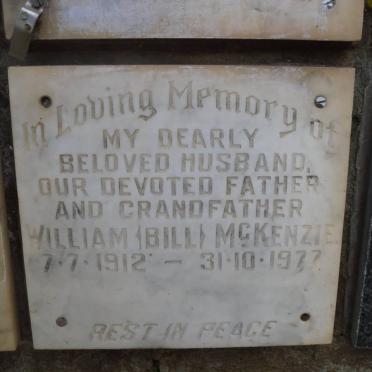 In Loving Memory of
MY DEARLY
BELOVED HUSBAND,
OUR DEVOTED FATHER
AND GRANDFATHER
WILLIAM (BILL) McKENZIE
7·7·1912 – 31·10·1977
REST IN PEACE